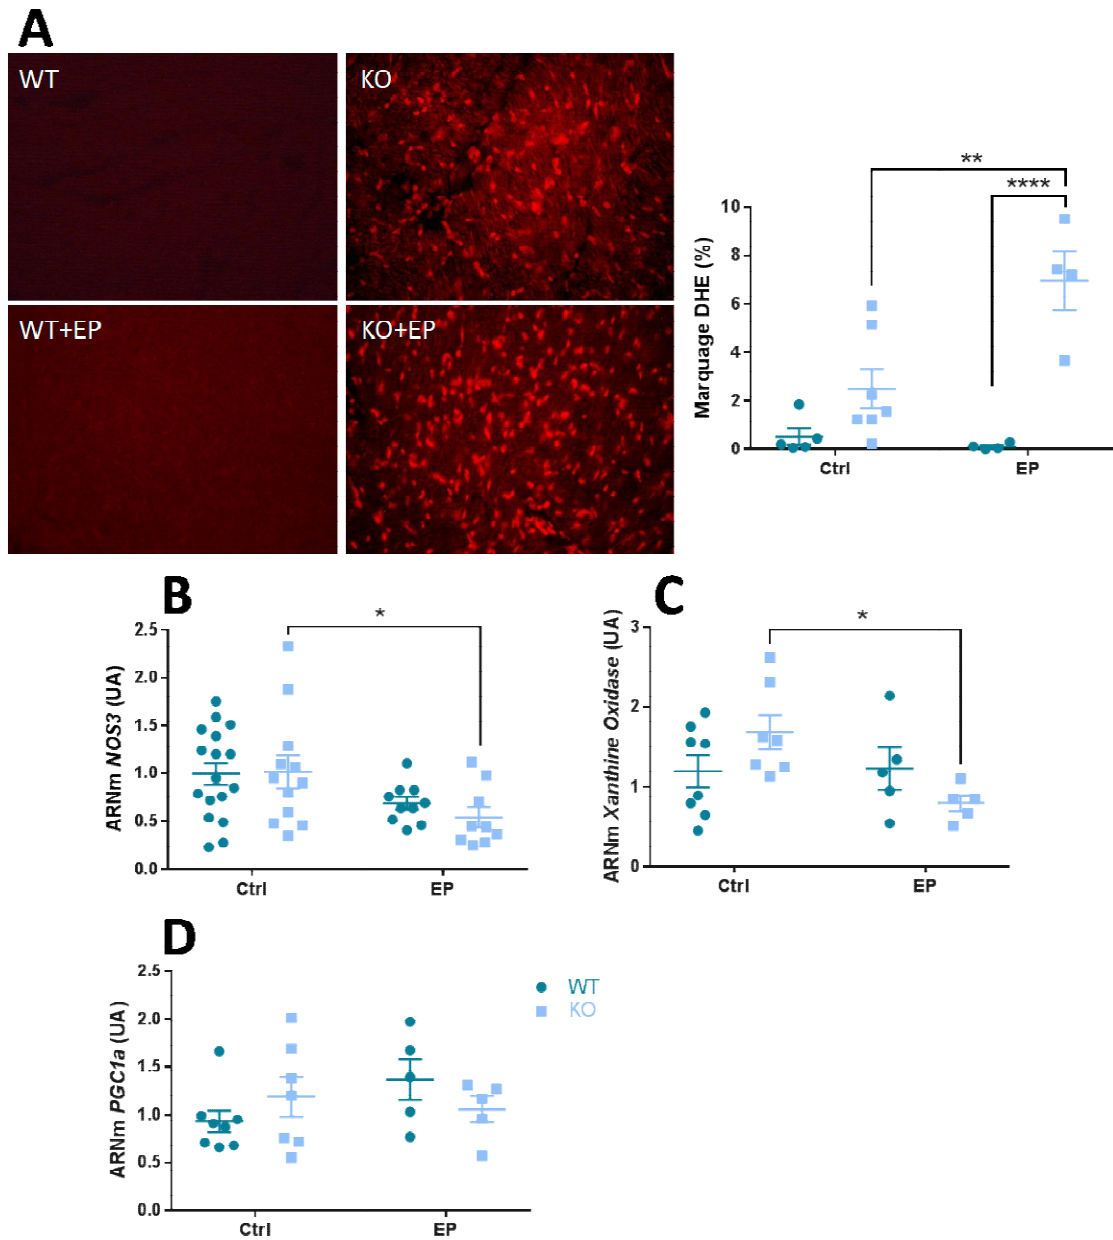 A
WT
KO
WT+EP
KO+EP
**
****
Marquage DHE (%)
10
8
6
4
2
0
Ctrl
EP
B
*
ARNm NOS3 (UA)
2.5
2.0
1.5
1.0
0.5
0.0
Ctrl
EP
C
*
ARNm Xanthine Oxidase (UA)
3
2
1
0
Ctrl
EP
D
ARNm PGC1a (UA)
2.5
2.0
1.5
1.0
0.5
0.0
Ctrl
EP
WT
KO